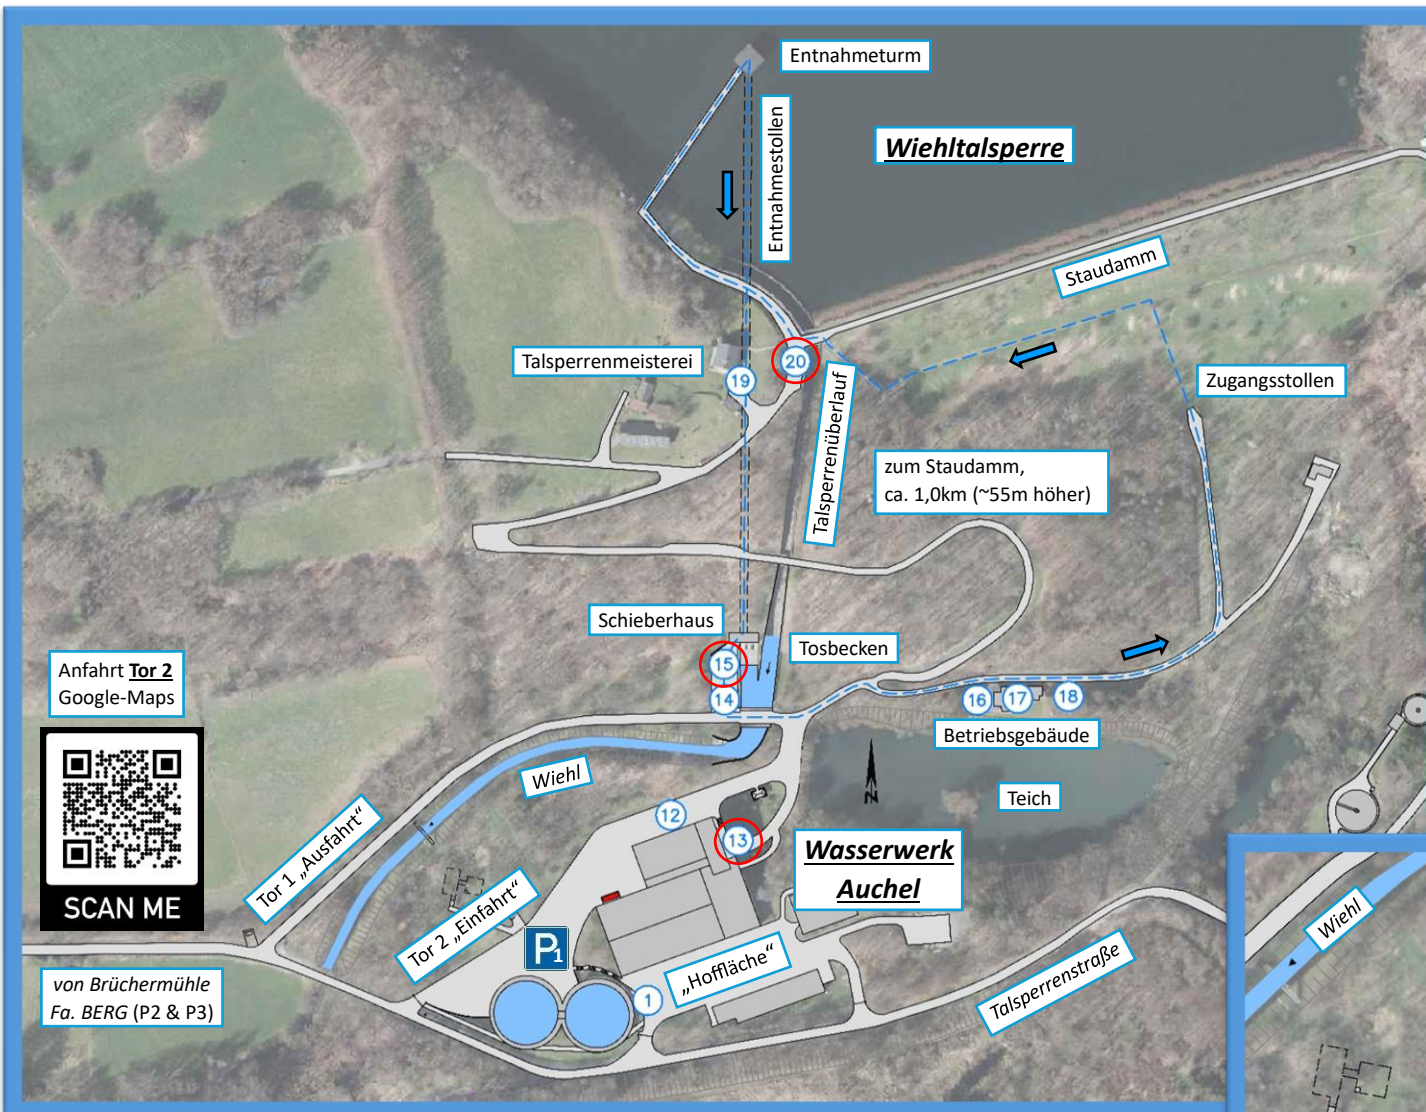 Entnahmeturm
Wiehltalsperre
Entnahmestollen
Staudamm
Talsperrenmeisterei
20
19
Zugangsstollen
Talsperrenüberlauf
zum Staudamm,
ca. 1,0km (~55m höher)
Schieberhaus
Tosbecken
15
14
16
17
18
Betriebsgebäude
Anfahrt Tor 2
Google-Maps
SCAN ME
Wiehl
N
Teich
12
13
Wasserwerk
Auchel
Tor 1 „Ausfahrt“
Tor 2 „Einfahrt“
P1
„Hoffläche“
1
Talsperrenstraße
Wiehl
von Brüchermühle
Fa. BERG (P2 & P3)